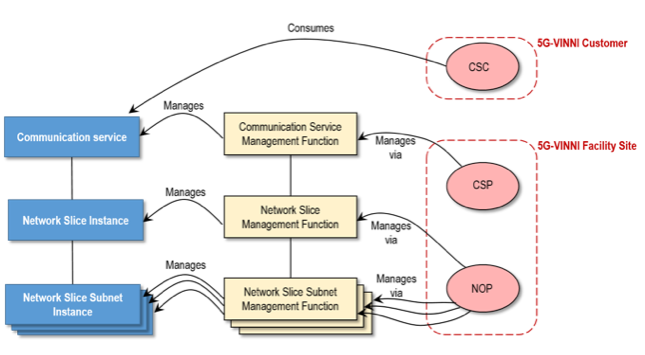 Consumes
5G-VINNI Customer
CSC
Manages
Communication service
Communication Service
Management Function
Manages
via
5G-VINNI Facility Site
CSP
Manages
Network Slice Instance
Network Slice
Management Function
Manages
via
Manages
Network Slice Subnet
Instance
Network Slice Subnet
Management Function
Manages
via
NOP